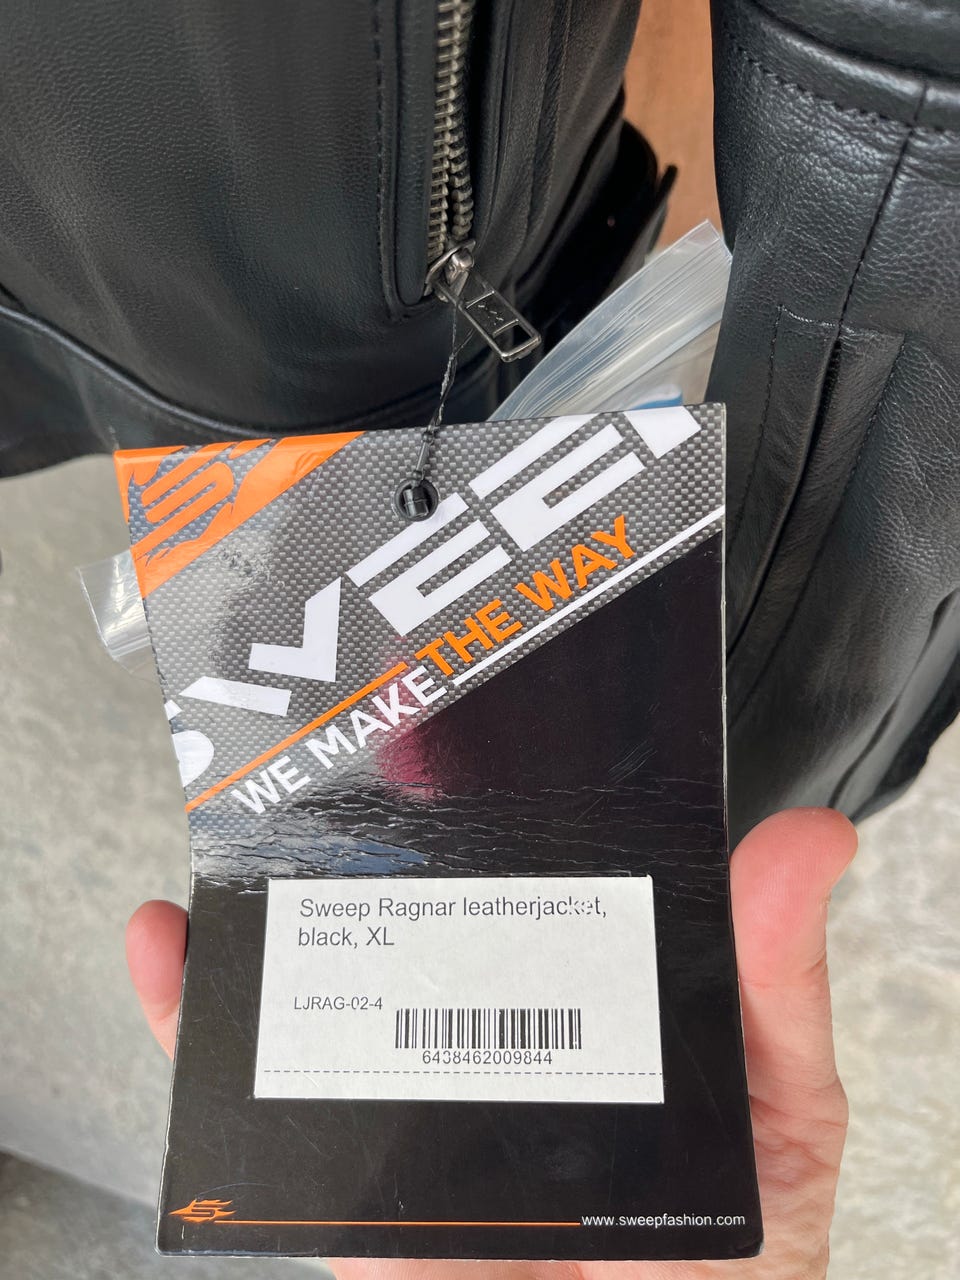 SWEEP
WE MAKE THE WAY
Sweep Ragnar leatherjacket,
black, XL
LJRAG-02-4
6438462009844
www.sweepfashion.com